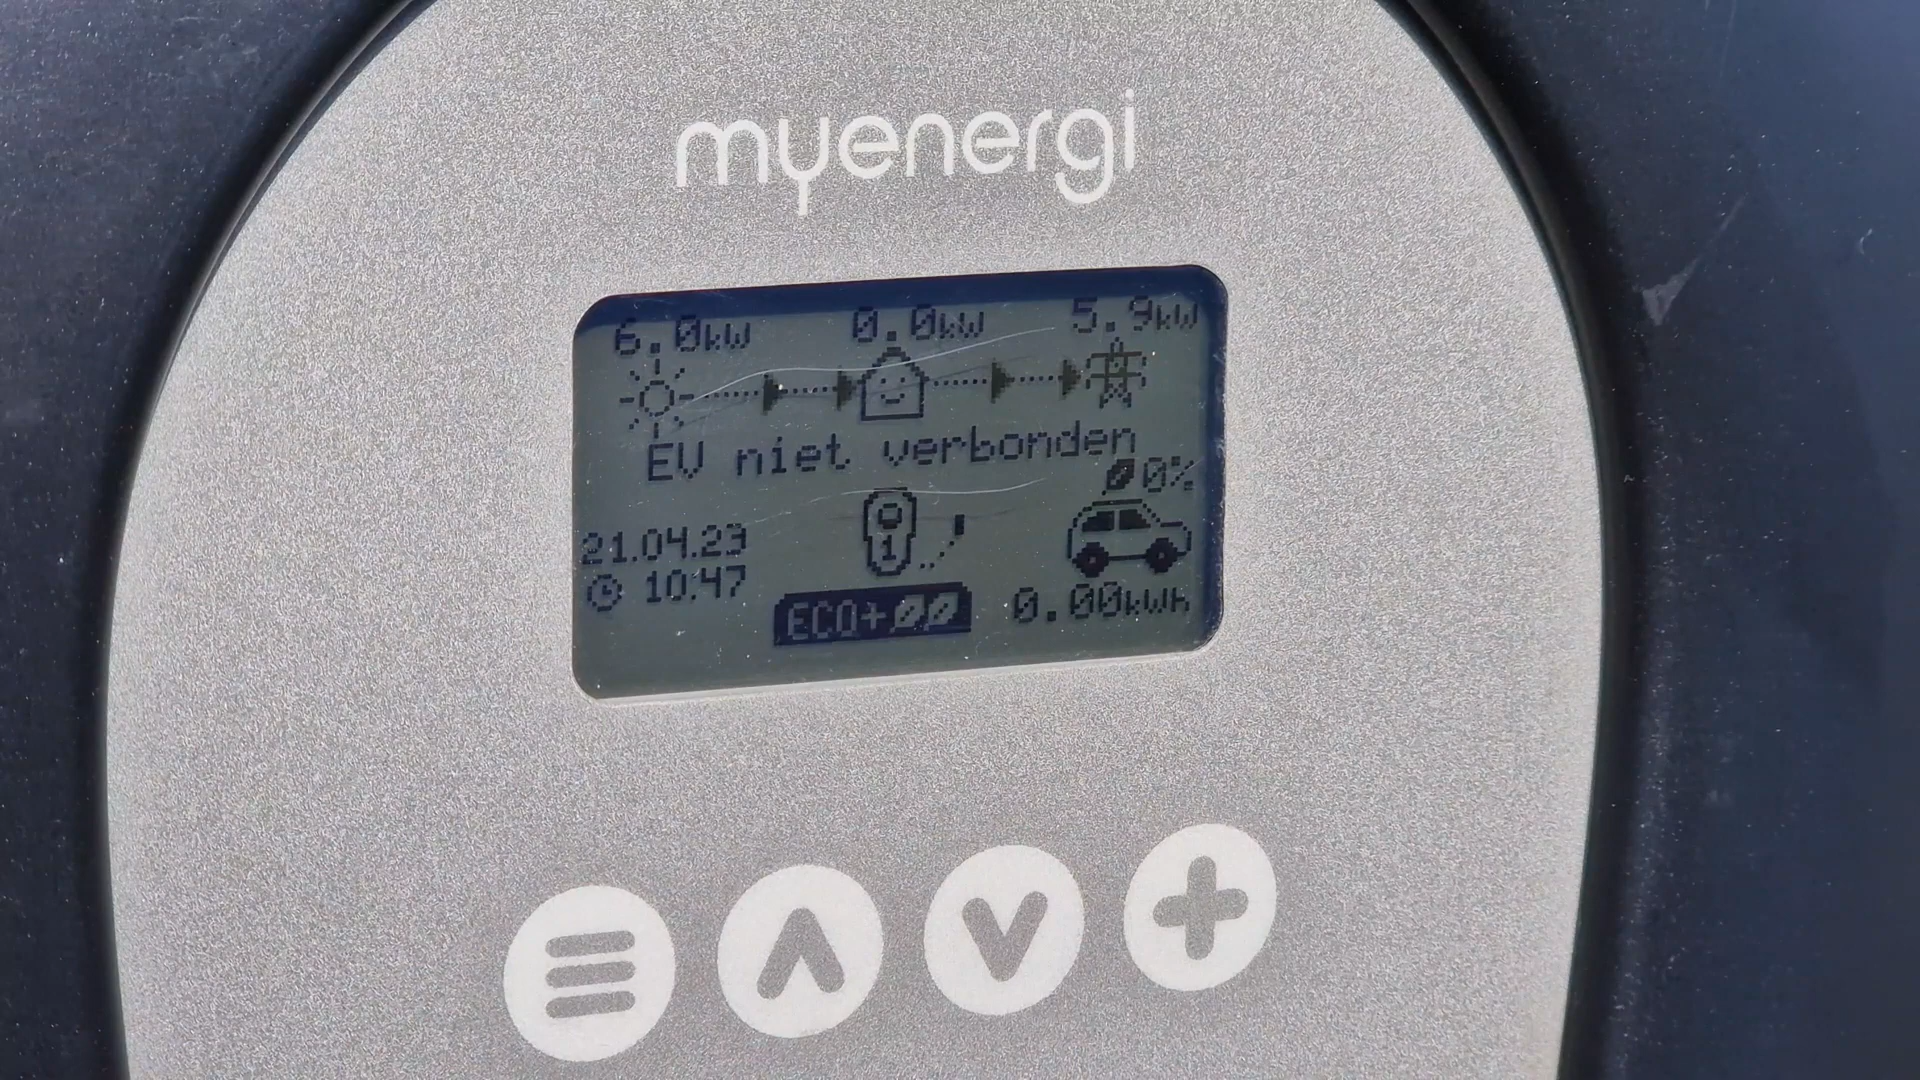 myenergi
6.0kW 0.0kW 5.9kW
EV niet verbonden
0%
21.04.23
1
10:47
ECO+
0.00kWh